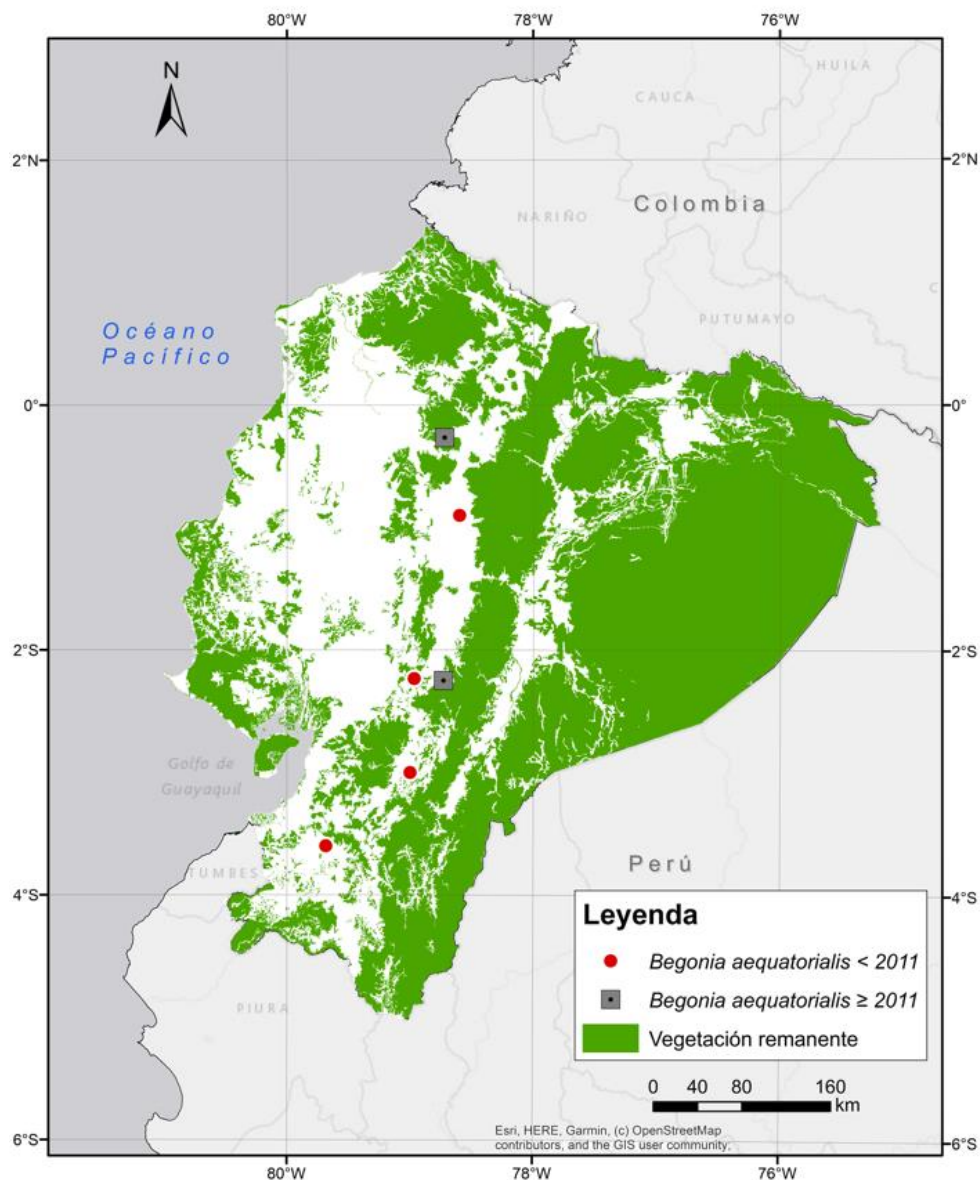 80°W 78°W 76°W
N
HUILA
CAUCA
2°N 2°N
NARIÑO
Colombia
PUTUMAYO
Océano
Pacífico
0° 0°
2°S 2°S
Golfo de
Guayaquil
Perú
TUMBES
4°S 4°S
Leyenda
Begonia aequatorialis < 2011
Begonia aequatorialis ≥ 2011
Vegetación remanente
PIURA
0 40 80 160
km
Esri, HERE, Garmin, (c) OpenStreetMap
contributors, and the GIS user community,
6°S 6°S
80°W 78°W 76°W